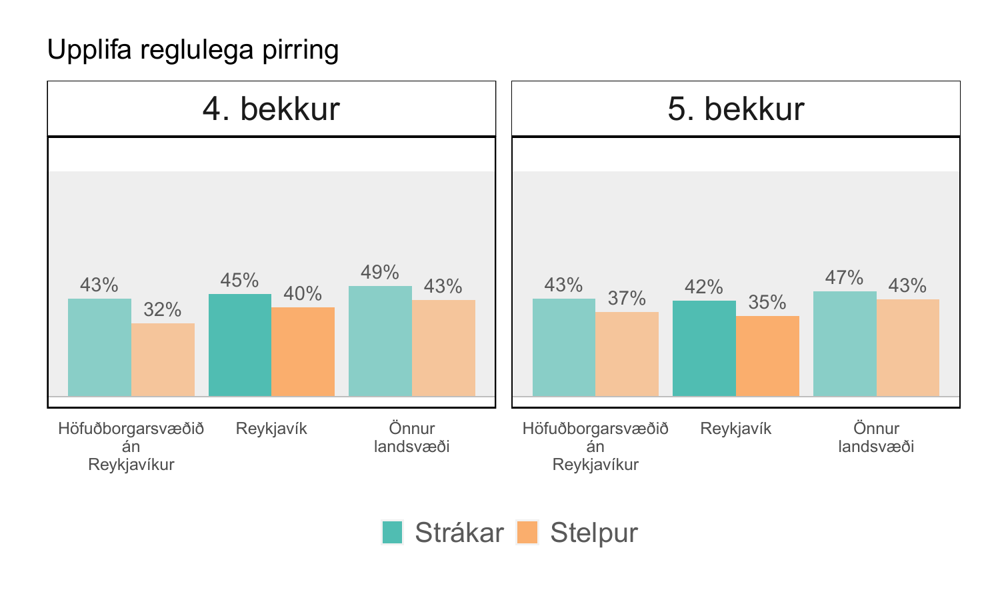 Upplifa reglulega pirring
4. bekkur
43%
32%
45%
40%
49%
43%
Höfuðborgarsvæðið
án
Reykjavíkur
Reykjavík
Önnur
landsvæði
5. bekkur
43%
37%
42%
35%
47%
43%
Höfuðborgarsvæðið
án
Reykjavíkur
Reykjavík
Önnur
landsvæði
Strákar
Stelpur